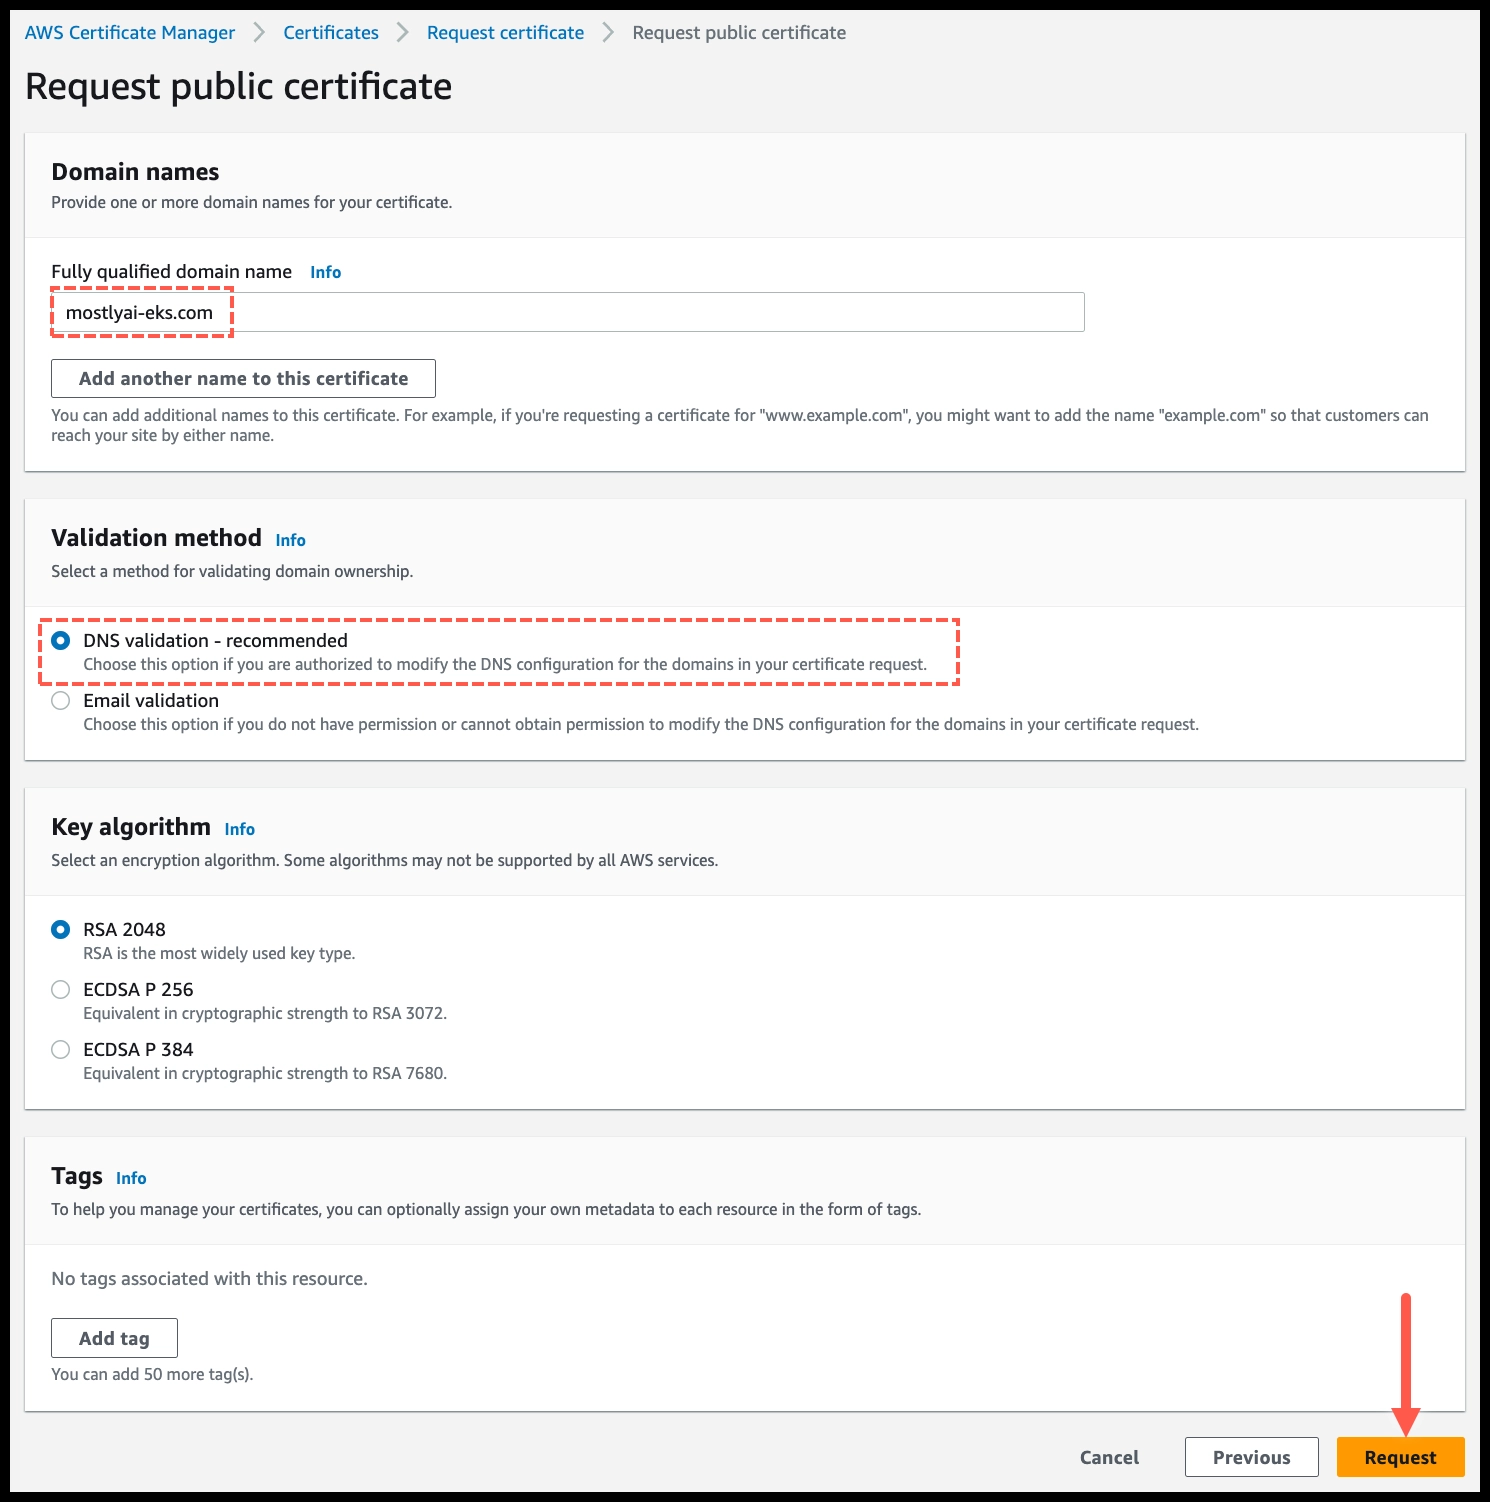 AWS Certificate Manager > Certificates > Request certificate > Request public certificate
Request public certificate
Domain names
Provide one or more domain names for your certificate.
Fully qualified domain name Info
mostlyai-eks.com
Add another name to this certificate
You can add additional names to this certificate. For example, if you're requesting a certificate for "www.example.com", you might want to add the name "example.com" so that customers can
reach your site by either name.
Validation method Info
Select a method for validating domain ownership.
DNS validation - recommended
Choose this option if you are authorized to modify the DNS configuration for the domains in your certificate request.
Email validation
Choose this option if you do not have permission or cannot obtain permission to modify the DNS configuration for the domains in your certificate request.
Key algorithm Info
Select an encryption algorithm. Some algorithms may not be supported by all AWS services.
RSA 2048
RSA is the most widely used key type.
ECDSA P 256
Equivalent in cryptographic strength to RSA 3072.
ECDSA P 384
Equivalent in cryptographic strength to RSA 7680.
Tags Info
To help you manage your certificates, you can optionally assign your own metadata to each resource in the form of tags.
No tags associated with this resource.
Add tag
You can add 50 more tag(s).
Cancel Previous Request